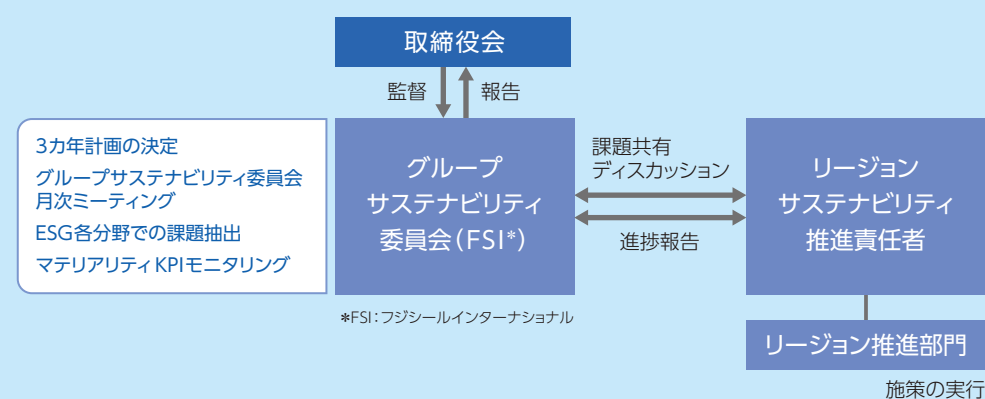 取締役会
監督
報告
3カ年計画の決定
グループサステナビリティ委員会
月次ミーティング
ESG各分野での課題抽出
マテリアリティKPIモニタリング
グループ
サステナビリティ
委員会(FSI*)
課題共有
ディスカッション
進捗報告
リージョン
サステナビリティ
推進責任者
*FSI:フジシールインターナショナル
リージョン推進部門
施策の実行